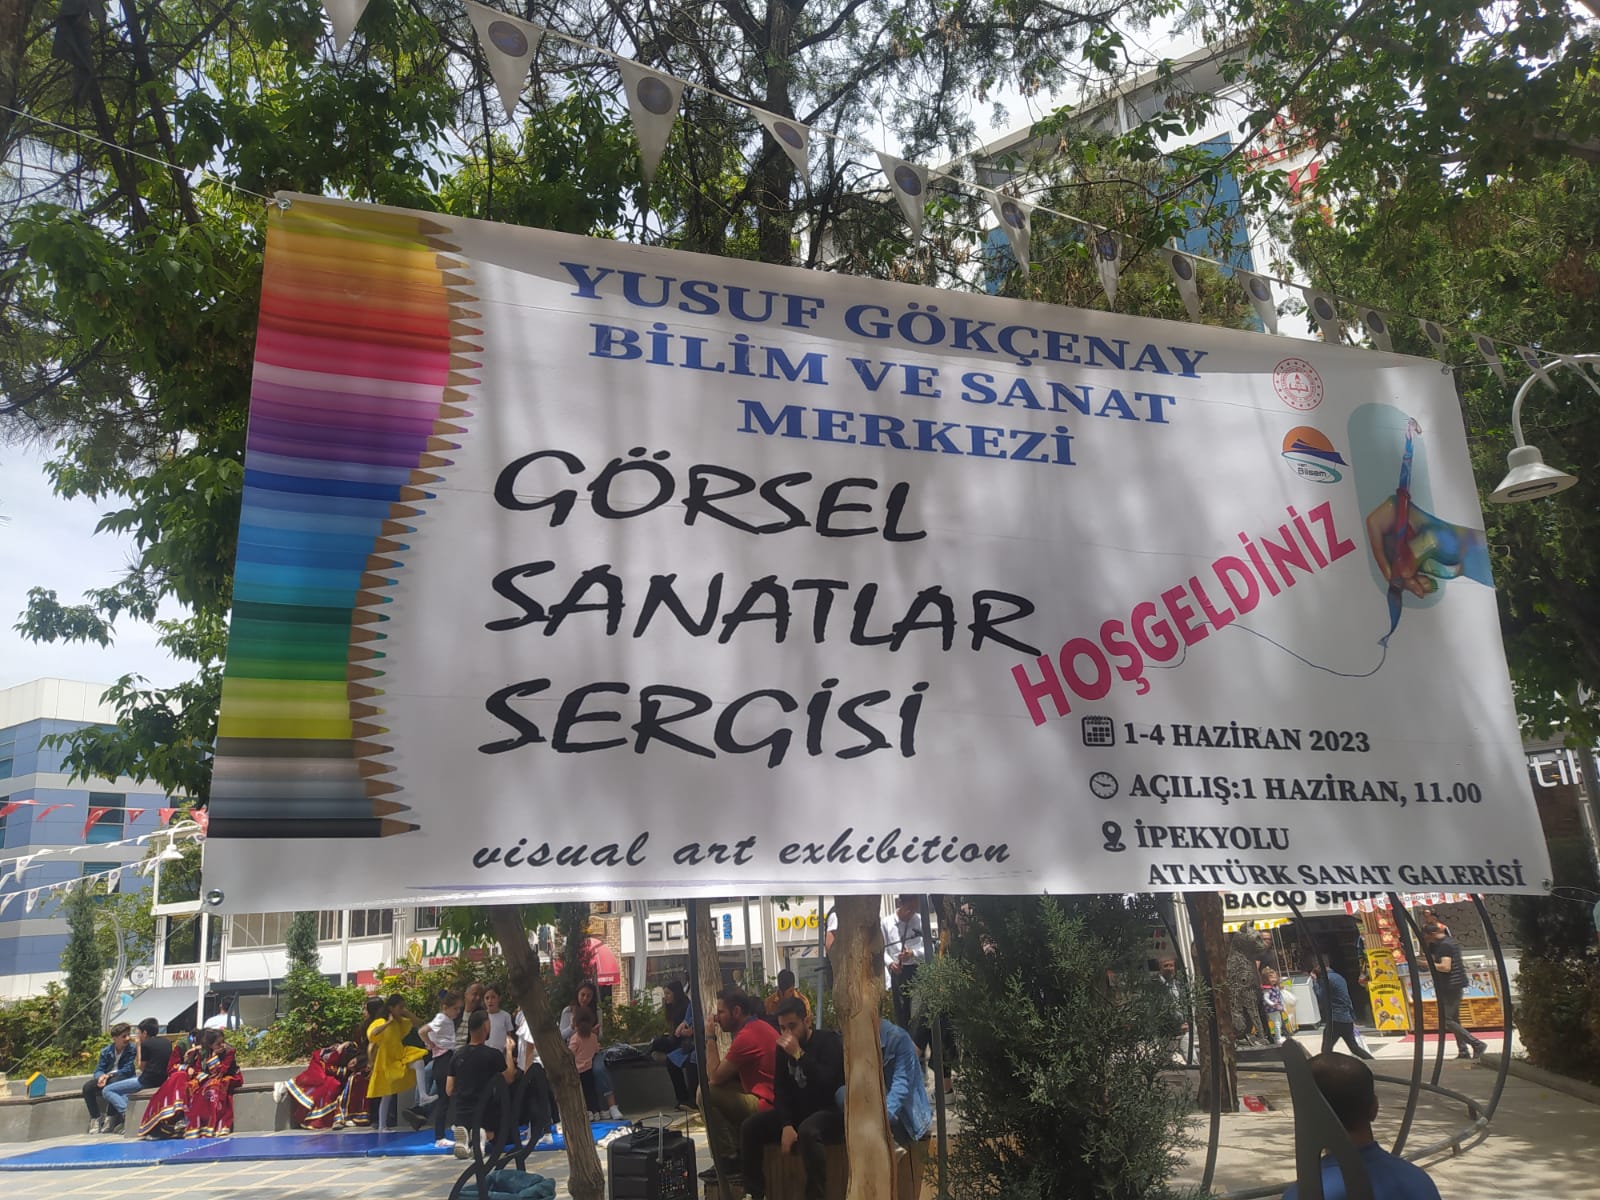 YUSUF GÖKÇENAY
BİLİM VE SANAT
MERKEZİ
GÖRSEL
SANATLAR
SERGİSİ
visual art exhibition
Bilsem
HOŞGELDİNİZ
1-4 HAZİRAN 2023
AÇILIŞ:1 HAZİRAN, 11.00
İPEKYOLU
ATATÜRK SANAT GALERİSİ